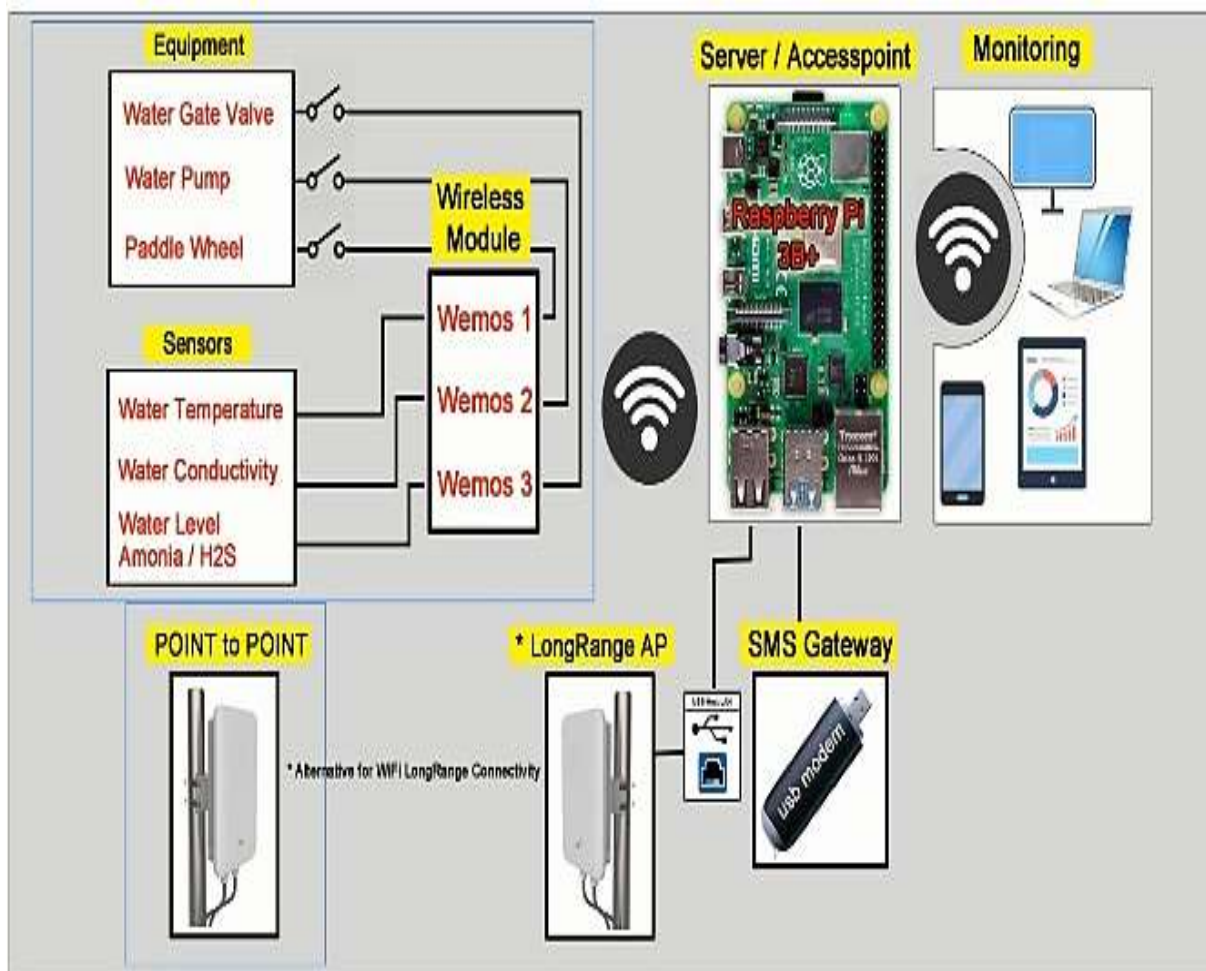 Equipment
Water Gate Valve
Water Pump
Paddle Wheel
Wireless
Module
Wemos 1
Wemos 2
Wemos 3
Sensors
Water Temperature
Water Conductivity
Water Level
Amonia / H2S
Server / Accesspoint
Raspberry Pi
3B+
Monitoring
POINT to POINT
* Alternative for WiFi LongRange Connectivity
* LongRange AP
SMS Gateway
usb modem